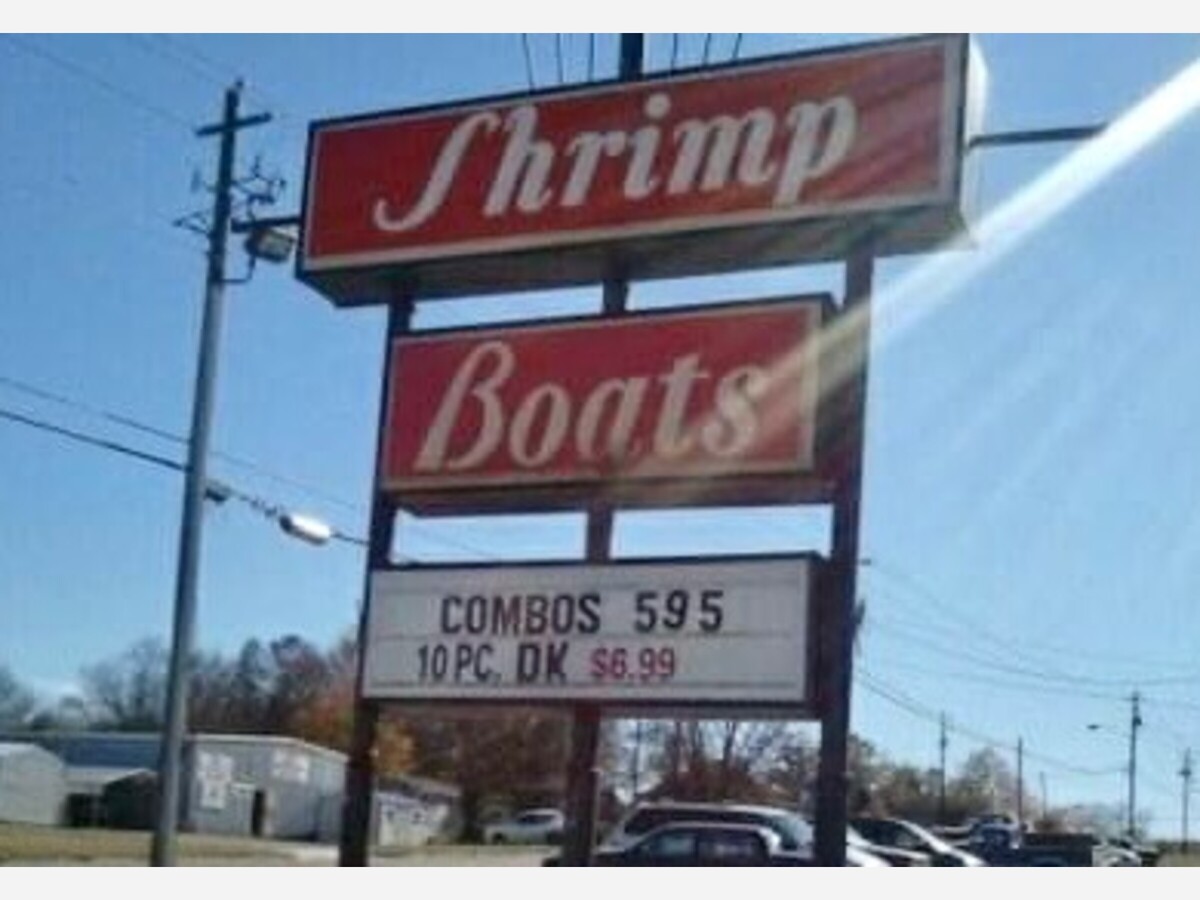 Shrimp
Boats
COMBOS 595
10 PC. DK $6.99